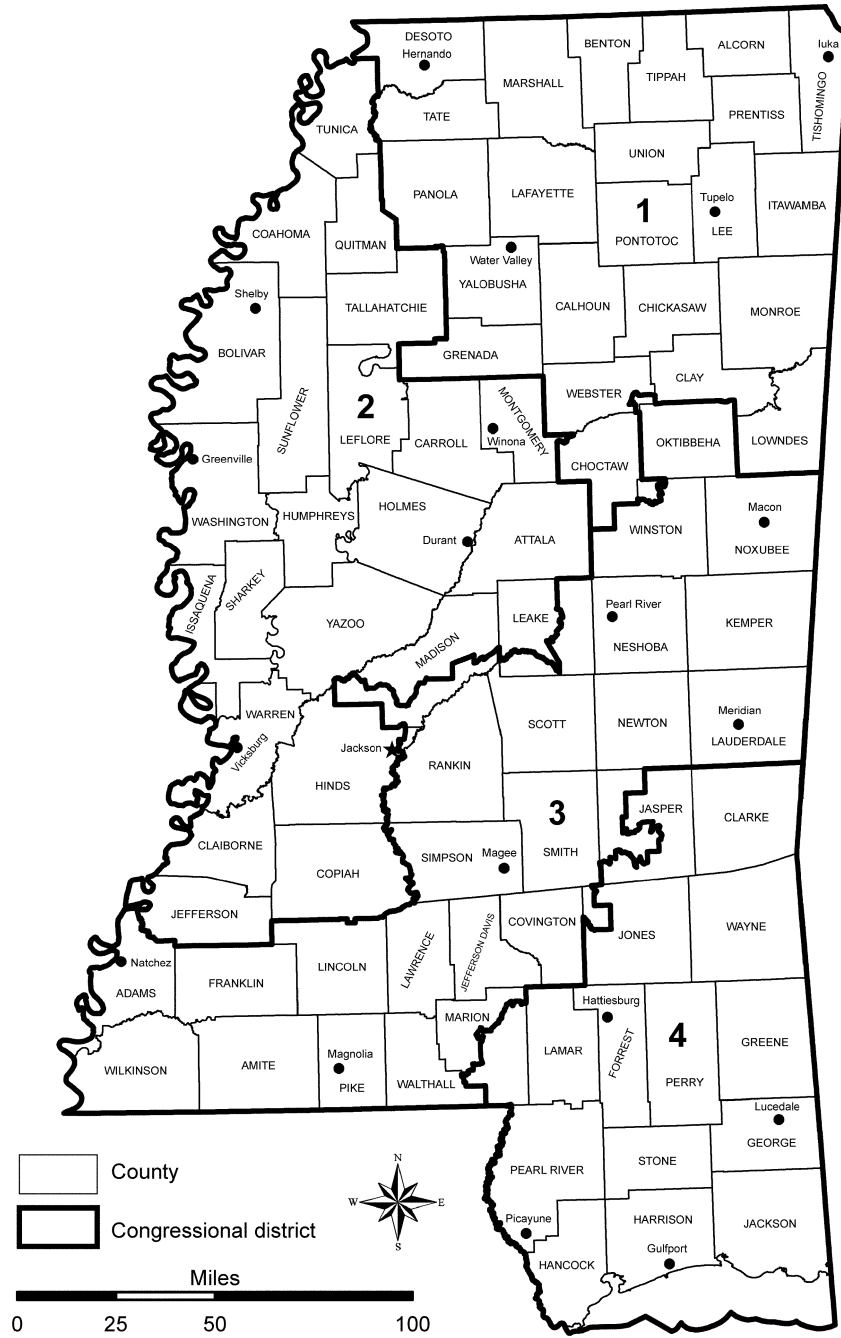 DESOTO
Hernando
BENTON
ALCORN
Iuka
MARSHALL
TIPPAH
TISHOMINGO
TATE
PRENTISS
TUNICA
UNION
PANOLA
LAFAYETTE
1
Tupelo
ITAWAMBA
LEE
COAHOMA
QUITMAN
PONTOTOC
Water Valley
YALOBUSHA
Shelby
TALLAHATCHIE
CALHOUN
CHICKASAW
MONROE
BOLIVAR
GRENADA
SUNFLOWER
2
LEFLORE
CARROLL
MONTGOMERY
Winona
WEBSTER
CLAY
OKTIBBEHA
LOWNDES
Greenville
CHOCTAW
WASHINGTON
HUMPHREYS
HOLMES
Durant
ATTALA
WINSTON
Macon
NOXUBEE
ISSAQUENA
SHARKEY
YAZOO
LEAKE
Pearl River
NESHOBA
KEMPER
MADISON
WARREN
Vicksburg
SCOTT
NEWTON
Meridian
LAUDERDALE
Jackson
HINDS
RANKIN
3
SMITH
JASPER
CLARKE
CLAIBORNE
COPIAH
SIMPSON
Magee
JEFFERSON
LAWRENCE
JEFFERSON DAVIS
COVINGTON
JONES
WAYNE
Natchez
ADAMS
FRANKLIN
LINCOLN
MARION
Hattiesburg
WILKINSON
AMITE
Magnolia
PIKE
WALTHALL
LAMAR
FORREST
4
PERRY
GREENE
Lucedale
GEORGE
PEARL RIVER
STONE
Picayune
HANCOCK
HARRISON
Gulfport
JACKSON
County
Congressional district
N
W
E
S
Miles
0 25 50 100